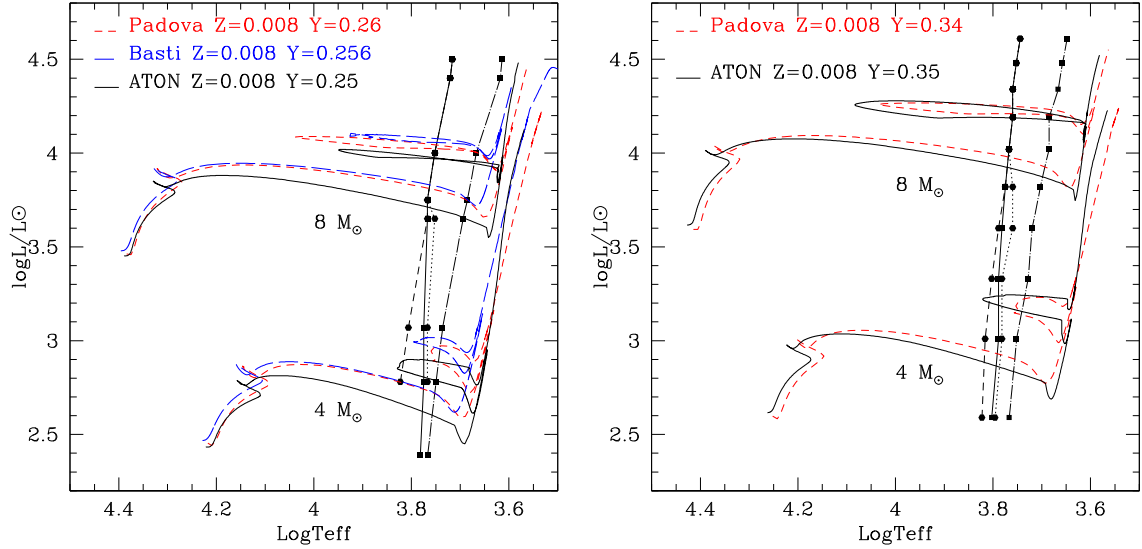 Padova Z=0.008 Y=0.26
Basti Z=0.008 Y=0.256
ATON Z=0.008 Y=0.25
8 M⊙
4 M⊙
4.5
4
3.5
3
2.5
logL/L⊙
4.4
4.2
4
3.8
3.6
LogTeff
Padova Z=0.008 Y=0.34
ATON Z=0.008 Y=0.35
8 M⊙
4 M⊙
4.5
4
3.5
3
2.5
logL/L⊙
4.4
4.2
4
3.8
3.6
LogTeff